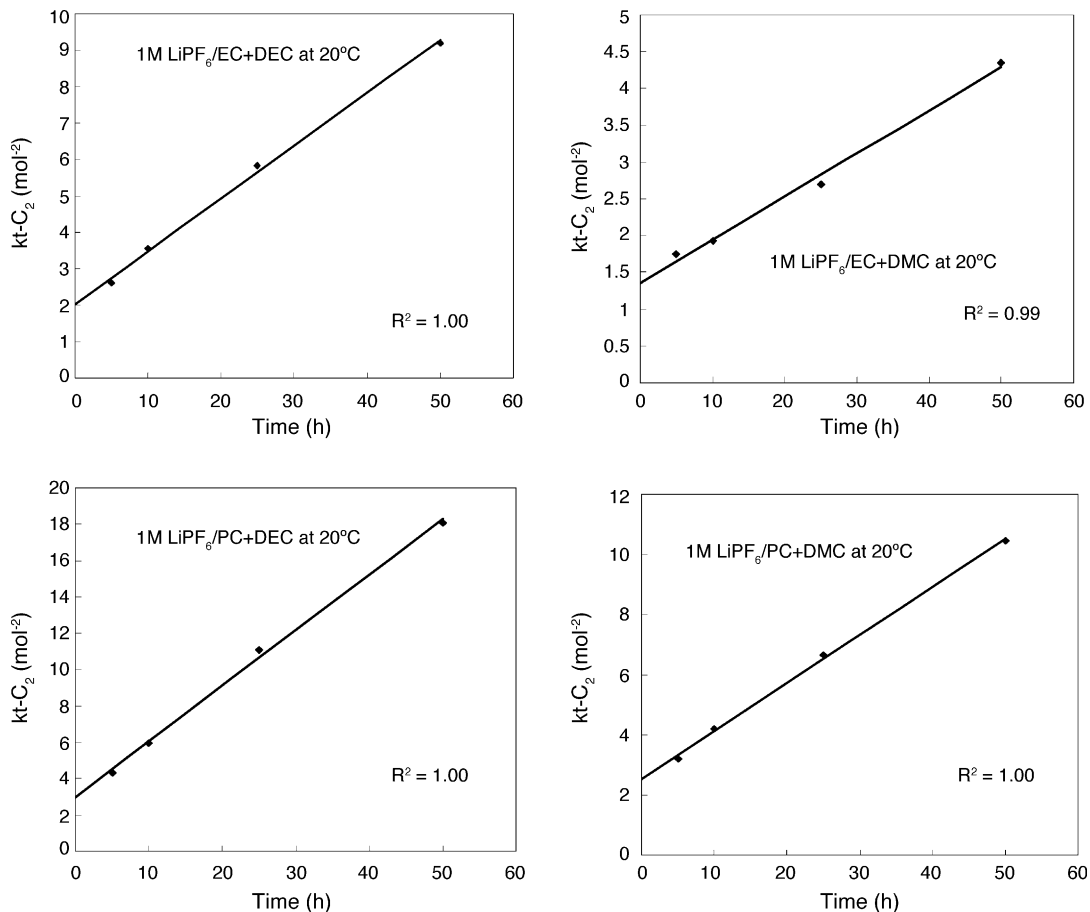 1M LiPF₆/EC+DEC at 20ºC
R² = 1.00
kt-C₂ (mol⁻²)
10
9
8
7
6
5
4
3
2
1
0
0 10 20 30 40 50 60
Time (h)
1M LiPF₆/EC+DMC at 20ºC
R² = 0.99
kt-C₂ (mol⁻²)
5
4.5
4
3.5
3
2.5
2
1.5
1
0.5
0
0 10 20 30 40 50 60
Time (h)
1M LiPF₆/PC+DEC at 20ºC
R² = 1.00
kt-C₂ (mol⁻²)
20
18
16
14
12
10
8
6
4
2
0
0 10 20 30 40 50 60
Time (h)
1M LiPF₆/PC+DMC at 20ºC
R² = 1.00
kt-C₂ (mol⁻²)
12
10
8
6
4
2
0
0 10 20 30 40 50 60
Time (h)